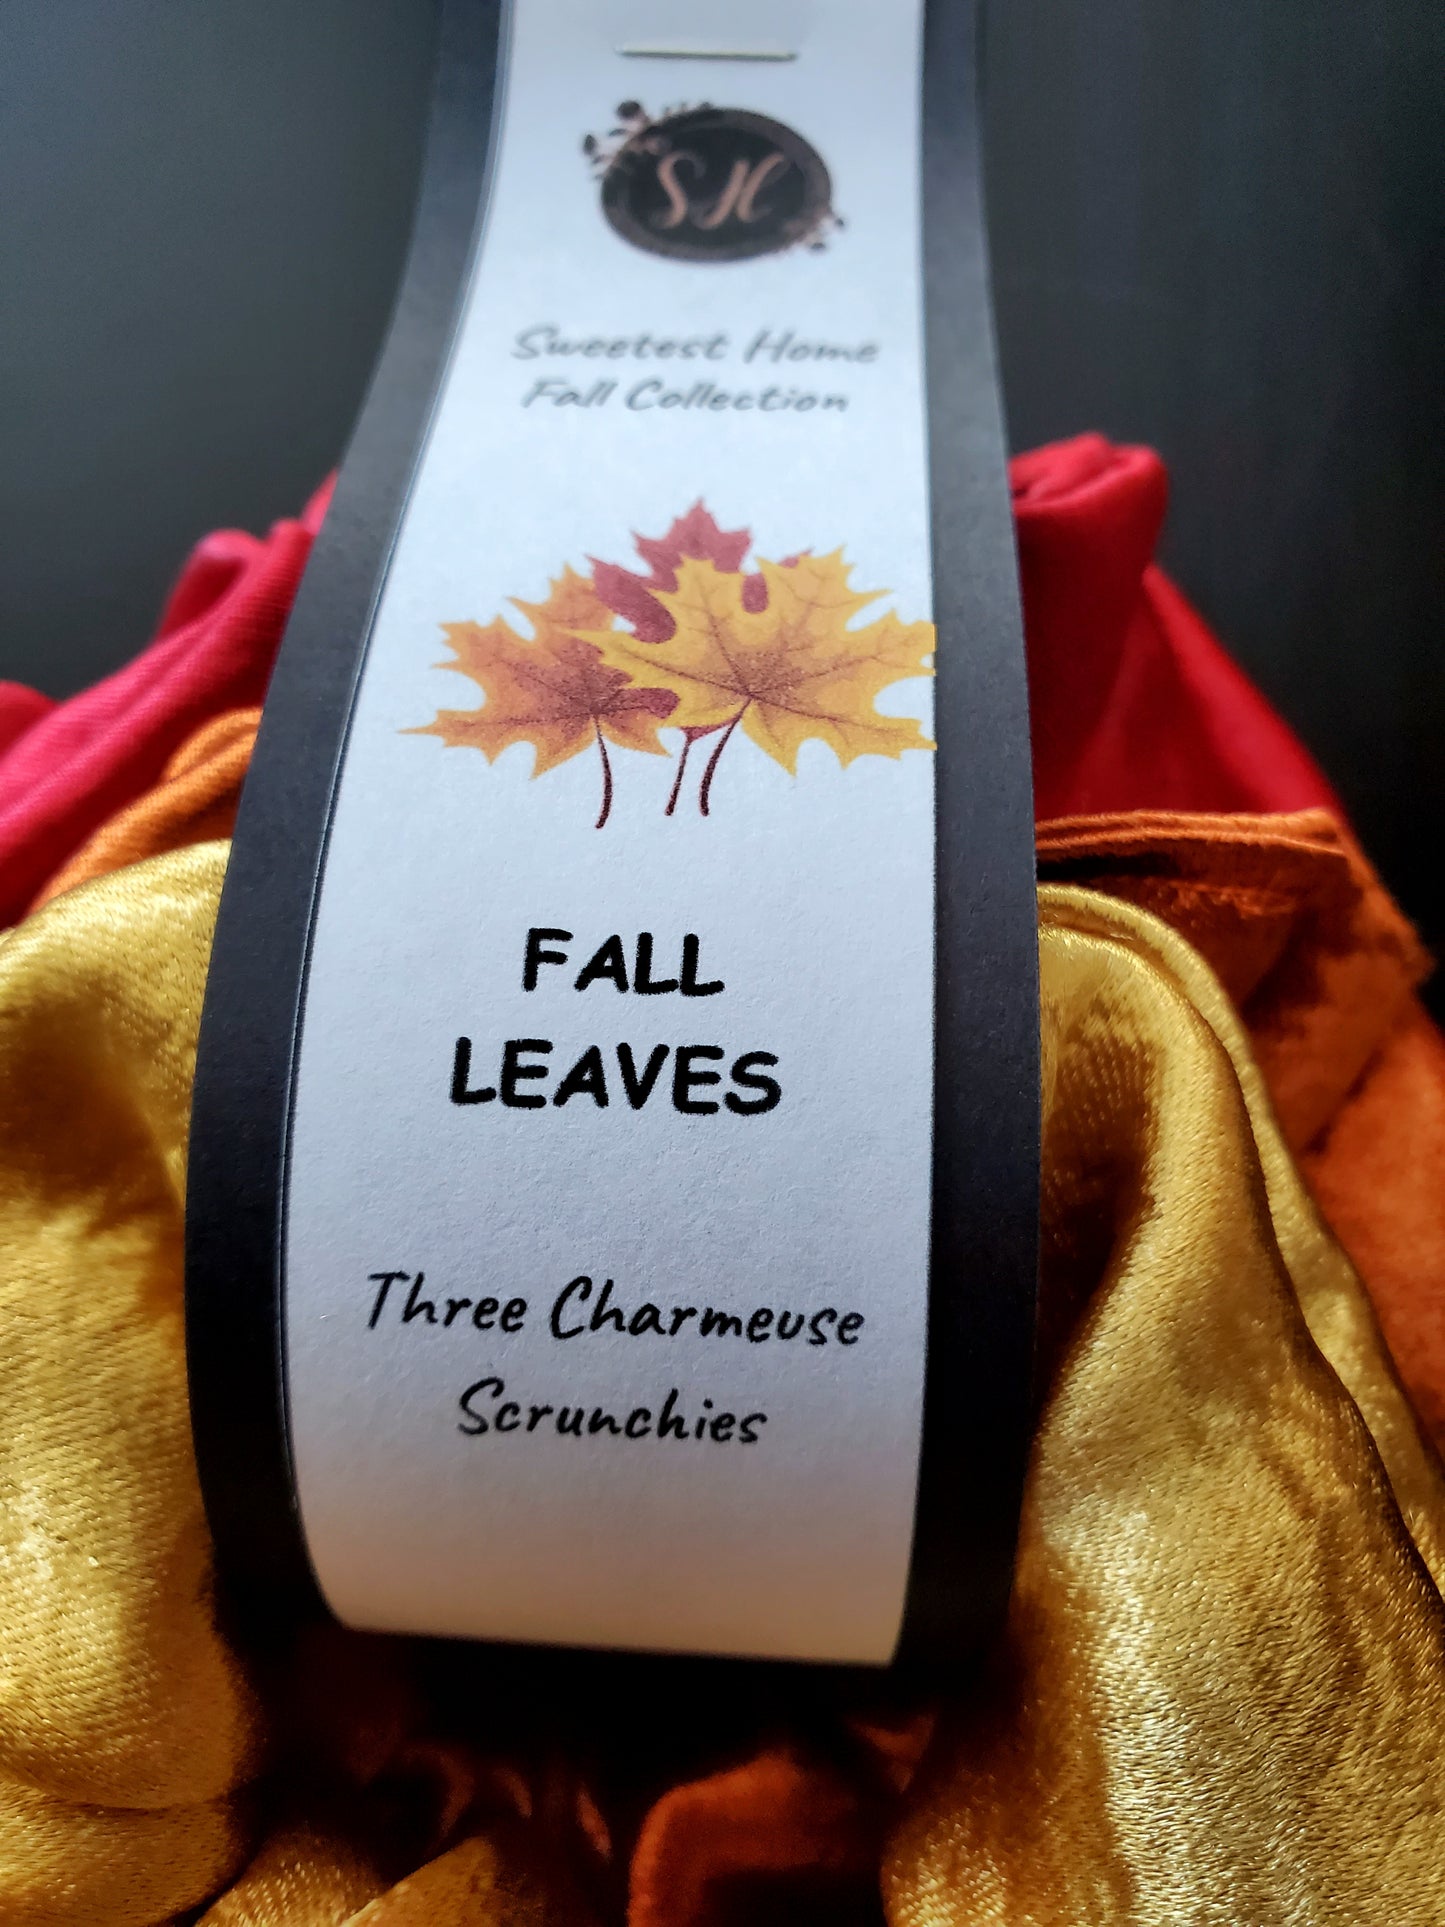 SH
Sweetest Home
Fall Collection
FALL
LEAVES
Three Charmeuse
Scrunchies